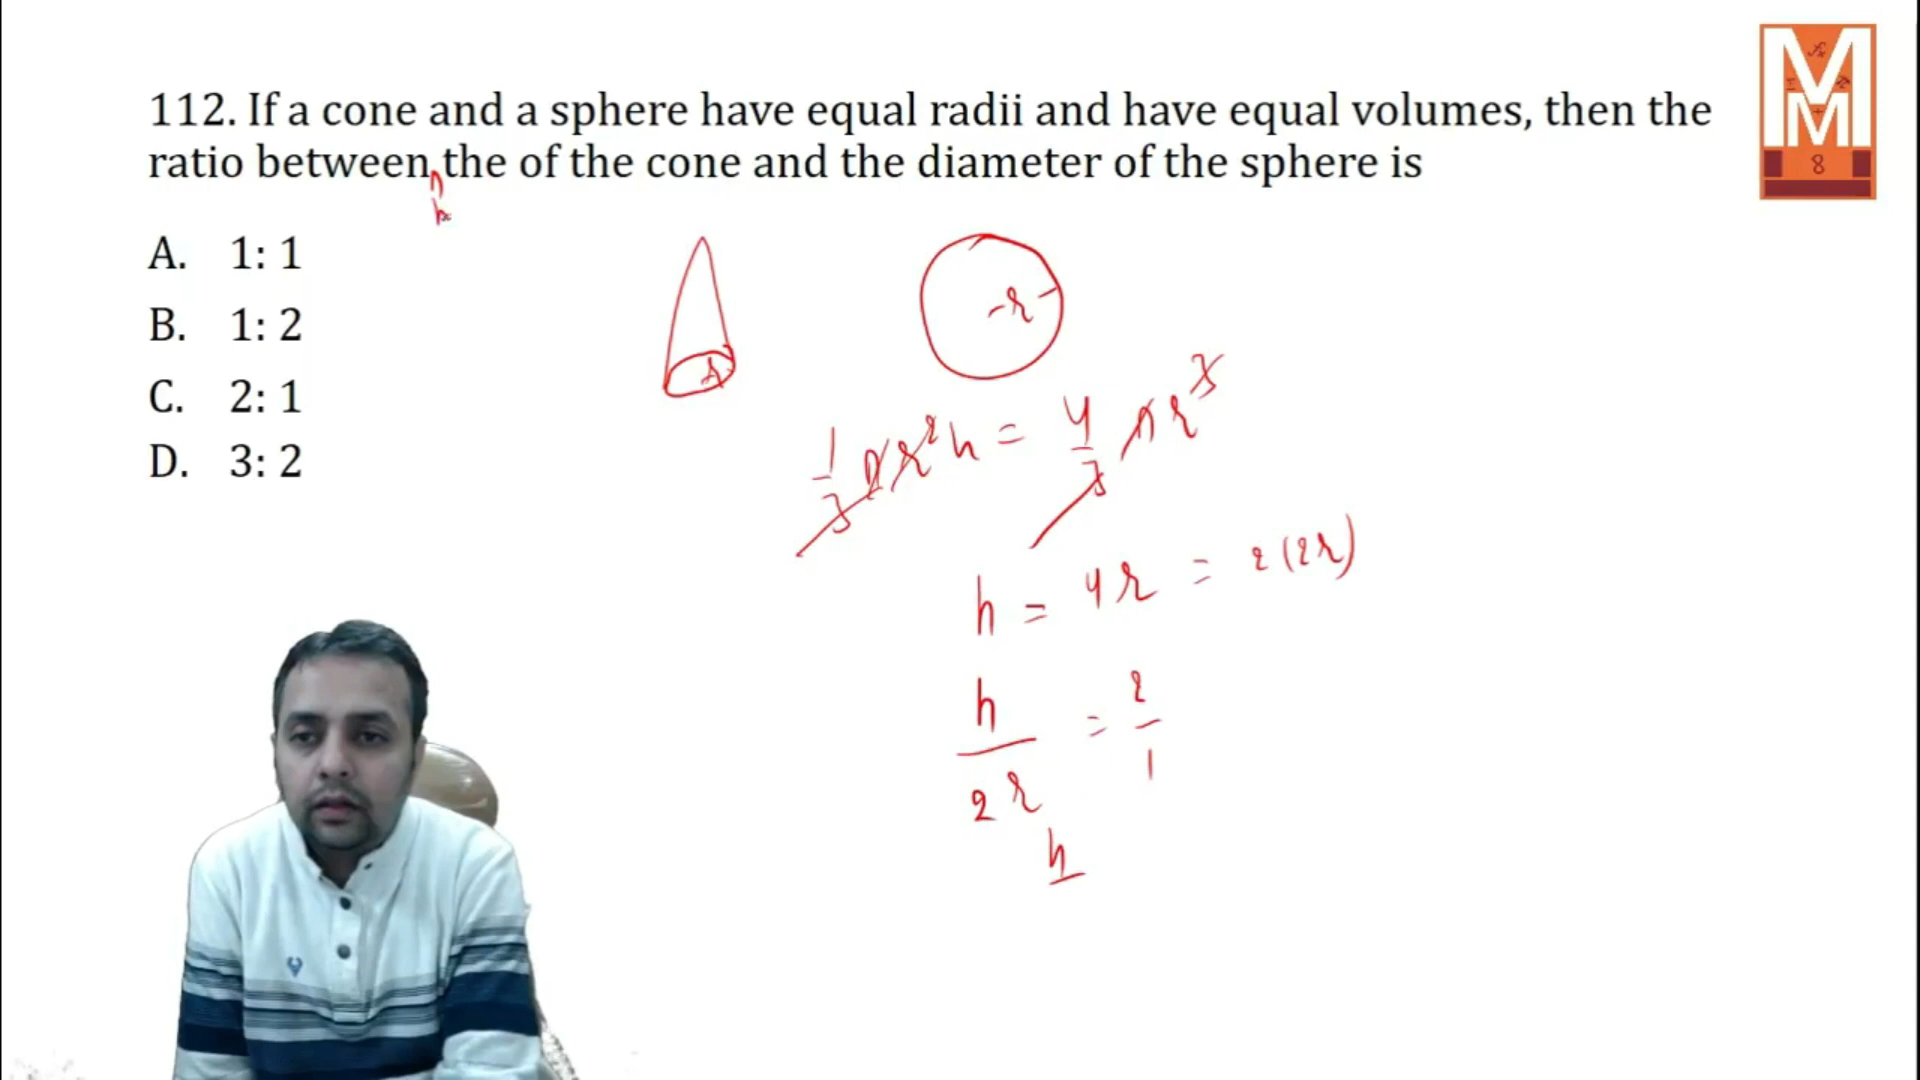 112. If a cone and a sphere have equal radii and have equal volumes, then the
ratio between the of the cone and the diameter of the sphere is
h
A. 1: 1
B. 1: 2
C. 2: 1
D. 3: 2
r
r
1/3 πr²h = 4/3 πr³
h = 4r = 2(2r)
h/2r = 2/1
h
M
M
8